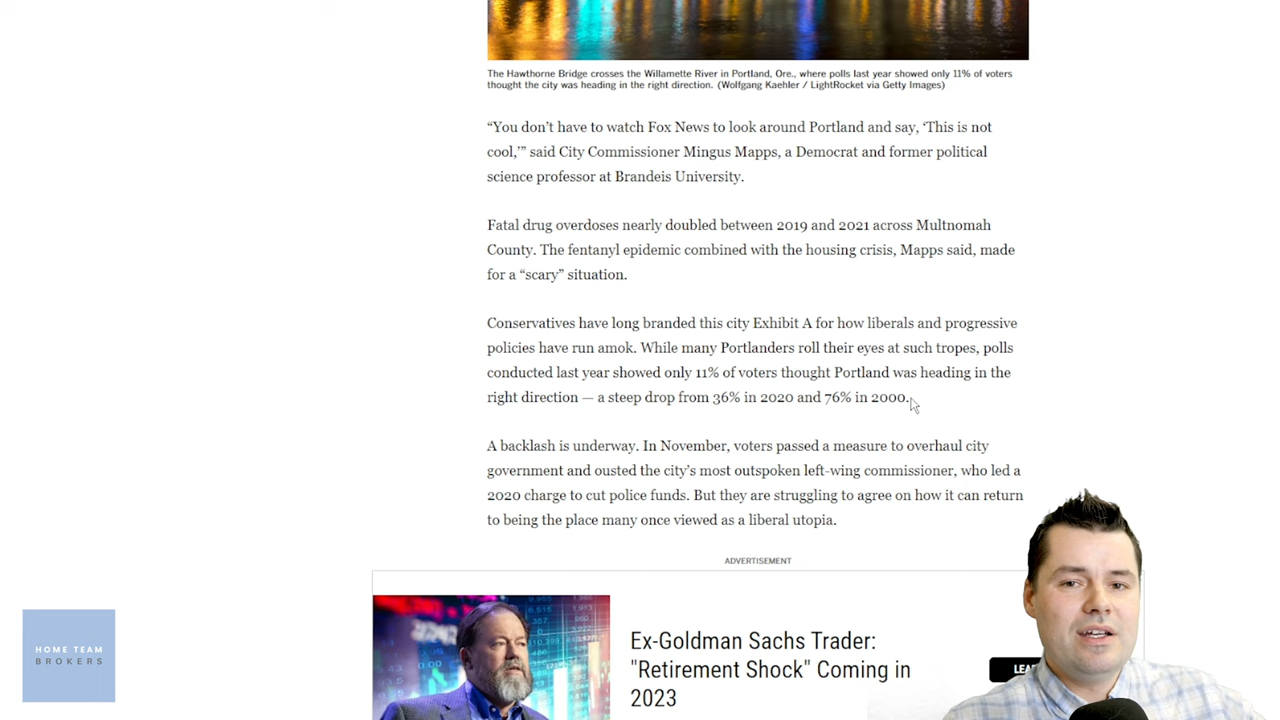 The Hawthorne Bridge crosses the Willamette River in Portland, Ore., where polls last year showed only 11% of voters
thought the city was heading in the right direction. (Wolfgang Kaehler / LightRocket via Getty Images)
“You don’t have to watch Fox News to look around Portland and say, ‘This is not
cool,’” said City Commissioner Mingus Mapps, a Democrat and former political
science professor at Brandeis University.
Fatal drug overdoses nearly doubled between 2019 and 2021 across Multnomah
County. The fentanyl epidemic combined with the housing crisis, Mapps said, made
for a “scary” situation.
Conservatives have long branded this city Exhibit A for how liberals and progressive
policies have run amok. While many Portlanders roll their eyes at such tropes, polls
conducted last year showed only 11% of voters thought Portland was heading in the
right direction — a steep drop from 36% in 2020 and 76% in 2000.
A backlash is underway. In November, voters passed a measure to overhaul city
government and ousted the city’s most outspoken left-wing commissioner, who led a
2020 charge to cut police funds. But they are struggling to agree on how it can return
to being the place many once viewed as a liberal utopia.
ADVERTISEMENT
Ex-Goldman Sachs Trader:
"Retirement Shock" Coming in
2023
HOME TEAM
BROKERS